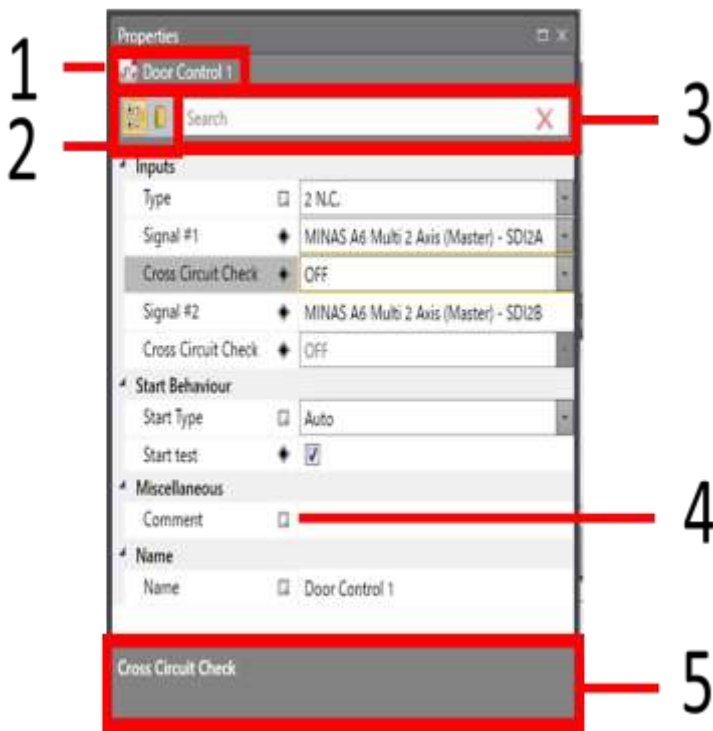 Properties
1
Door Control 1
2
Search
3
Inputs
Type 2 N.C.
Signal #1 MINAS A6 Multi 2 Axis (Master) - SDI2A
Cross Circuit Check OFF
Signal #2 MINAS A6 Multi 2 Axis (Master) - SDI2B
Cross Circuit Check OFF
Start Behaviour
Start Type Auto
Start test
Miscellaneous
Comment
4
Name
Name Door Control 1
Cross Circuit Check
5